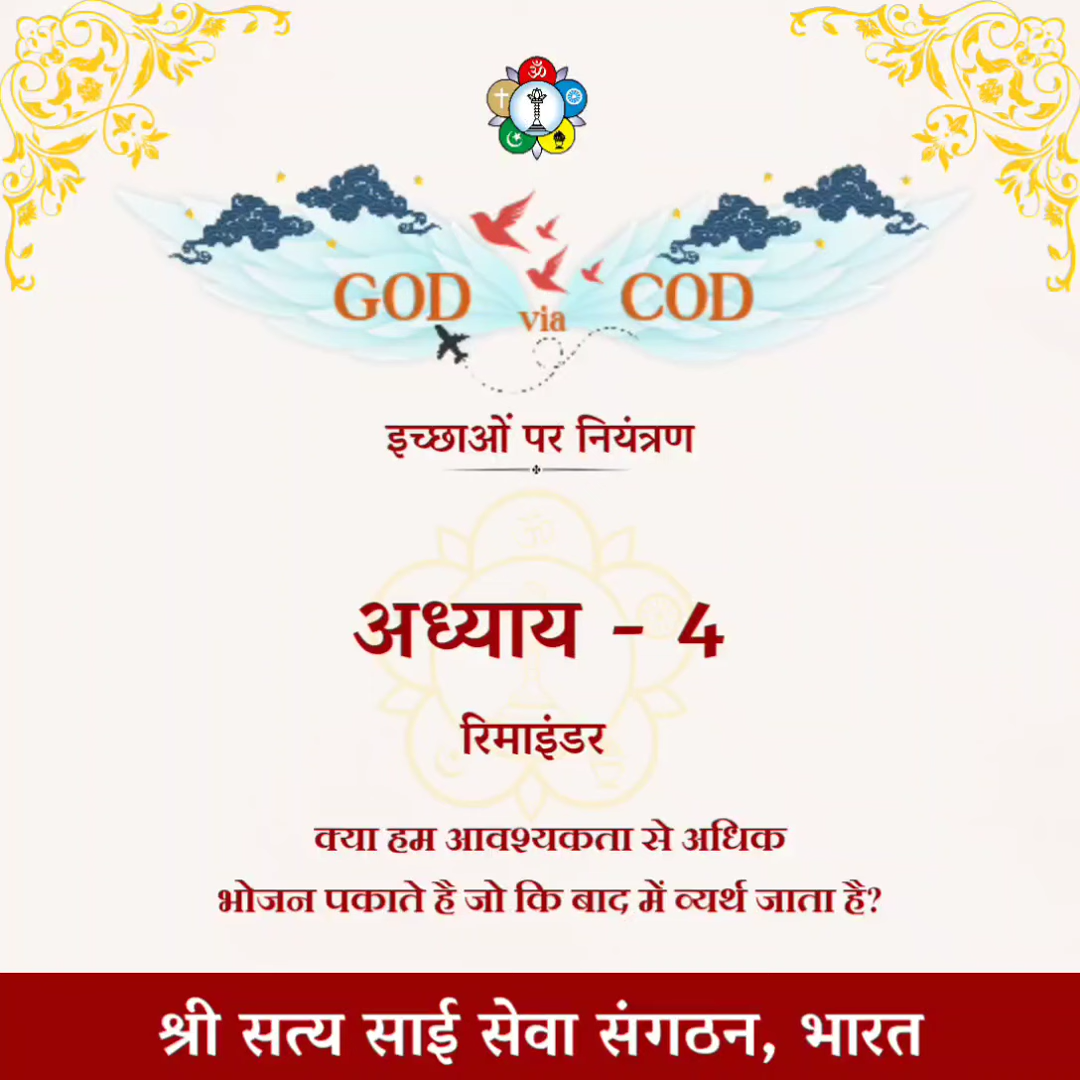 GOD via COD
इच्छाओं पर नियंत्रण
अध्याय - 4
रिमाइंडर
क्या हम आवश्यकता से अधिक
भोजन पकाते है जो कि बाद में व्यर्थ जाता है?
श्री सत्य साई सेवा संगठन, भारत